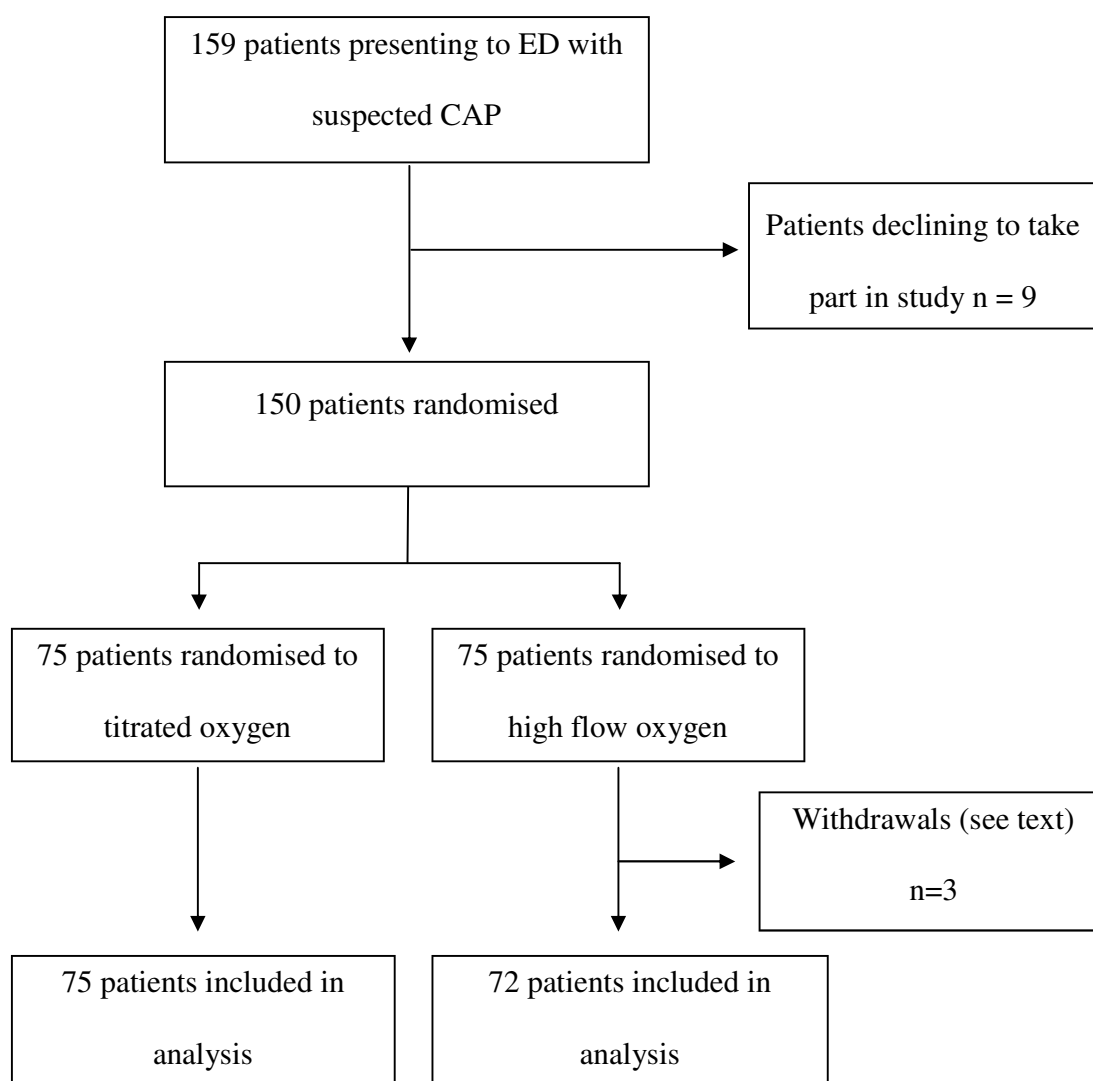 159 patients presenting to ED with
suspected CAP
Patients declining to take
part in study n = 9
150 patients randomised
75 patients randomised to
titrated oxygen
75 patients randomised to
high flow oxygen
Withdrawals (see text)
n=3
75 patients included in
analysis
72 patients included in
analysis